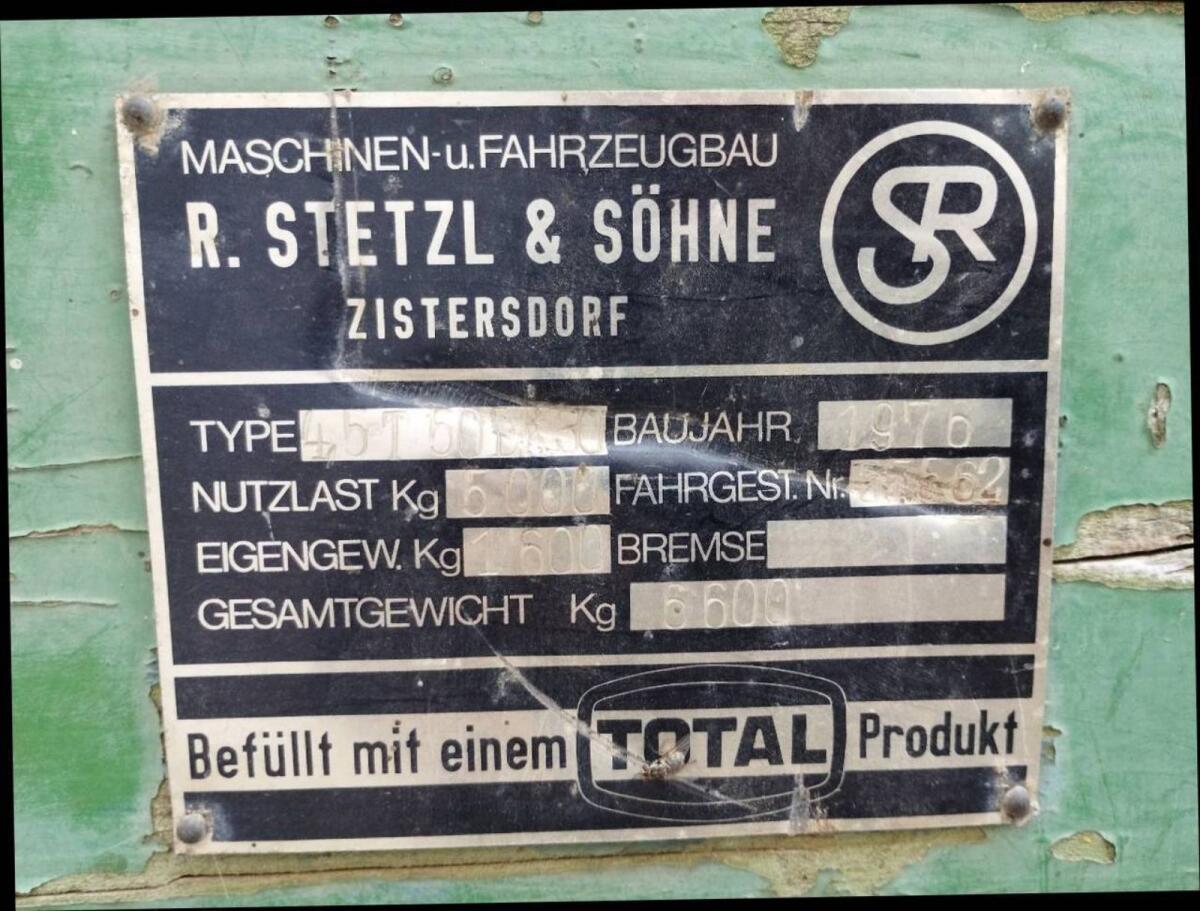 MASCHINEN-u. FAHRZEUGBAU
R. STETZL & SÖHNE
SR
ZISTERSDORF
TYPE BAUJAHR 1976
NUTZLAST Kg 5000 FAHRGEST. Nr.
EIGENGEW. Kg 1600 BREMSE
GESAMTGEWICHT Kg 6600
Befüllt mit einem TOTAL Produkt